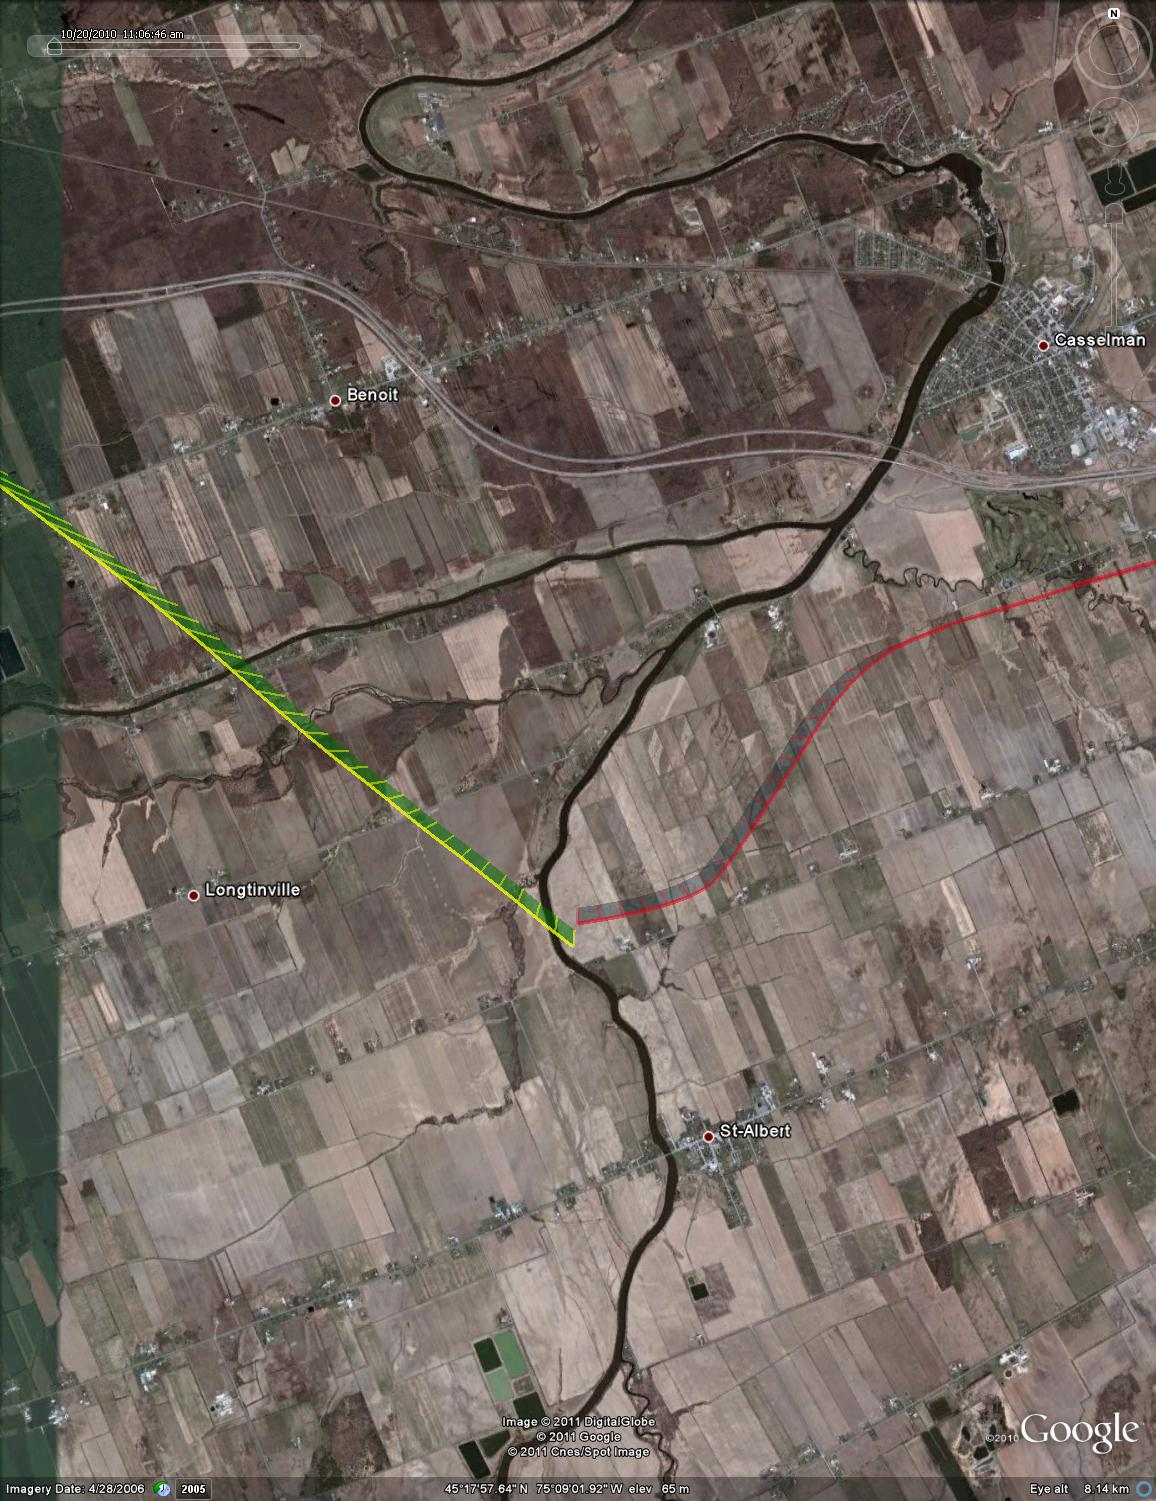 10/20/2010 11:06:46 am
N
Casselman
Benoit
Longtinville
St-Albert
Image © 2011 DigitalGlobe
© 2011 Google
© 2011 Cnes/Spot Image
©2010 Google
Imagery Date: 4/28/2006 2005 45°17'57.64" N 75°09'01.92" W elev 65 m Eye alt 8.14 km